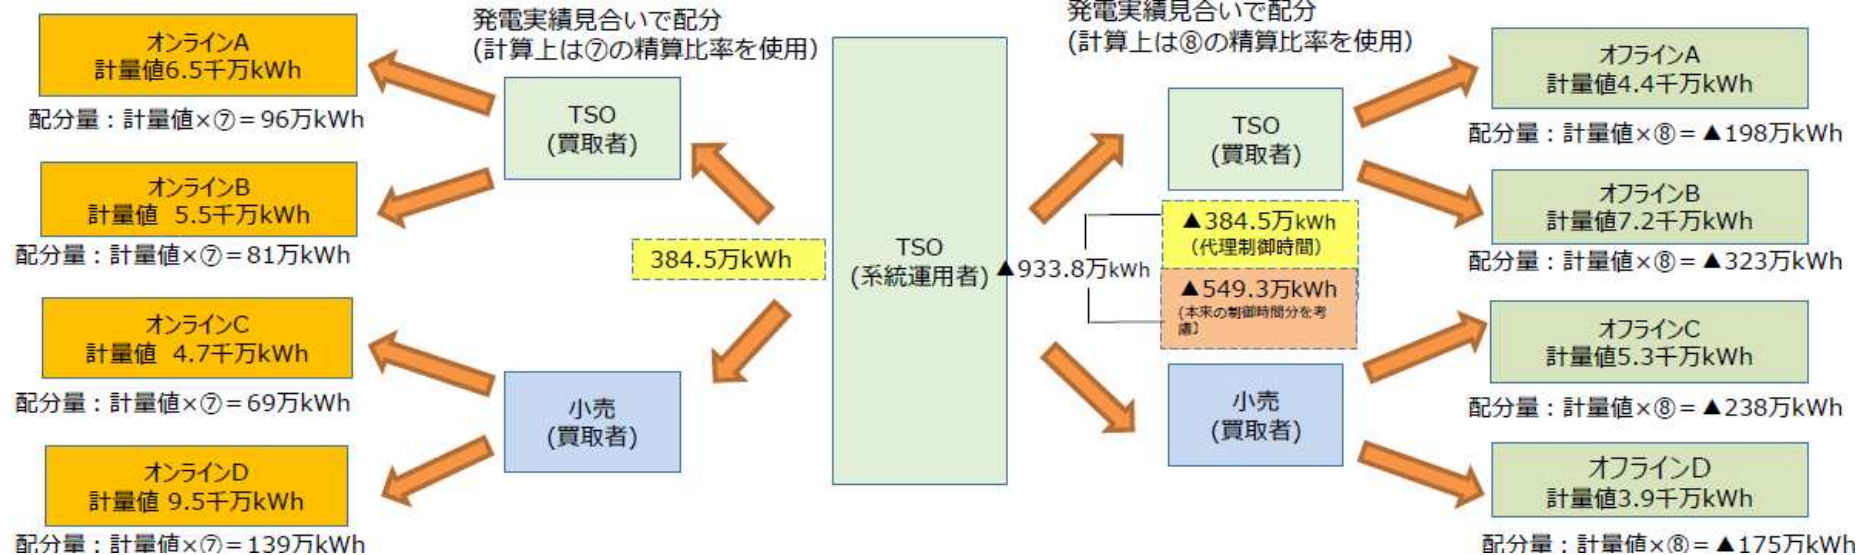 発電実績見合いで配分
(計算上は⑦の精算比率を使用)
オンラインA
計量値6.5千万kWh
配分量：計量値×⑦＝96万kWh
オンラインB
計量値 5.5千万kWh
配分量：計量値×⑦＝81万kWh
オンラインC
計量値 4.7千万kWh
配分量：計量値×⑦＝69万kWh
オンラインD
計量値 9.5千万kWh
配分量：計量値×⑦＝139万kWh
TSO
(買取者)
小売
(買取者)
384.5万kWh
TSO
(系統運用者)
▲933.8万kWh
発電実績見合いで配分
(計算上は⑧の精算比率を使用)
TSO
(買取者)
▲384.5万kWh
(代理制御時間)
▲549.3万kWh
(本来の制御時間分を考
慮)
小売
(買取者)
オフラインA
計量値4.4千万kWh
配分量：計量値×⑧＝▲198万kWh
オフラインB
計量値7.2千万kWh
配分量：計量値×⑧＝▲323万kWh
オフラインC
計量値5.3千万kWh
配分量：計量値×⑧＝▲238万kWh
オフラインD
計量値3.9千万kWh
配分量：計量値×⑧＝▲175万kWh